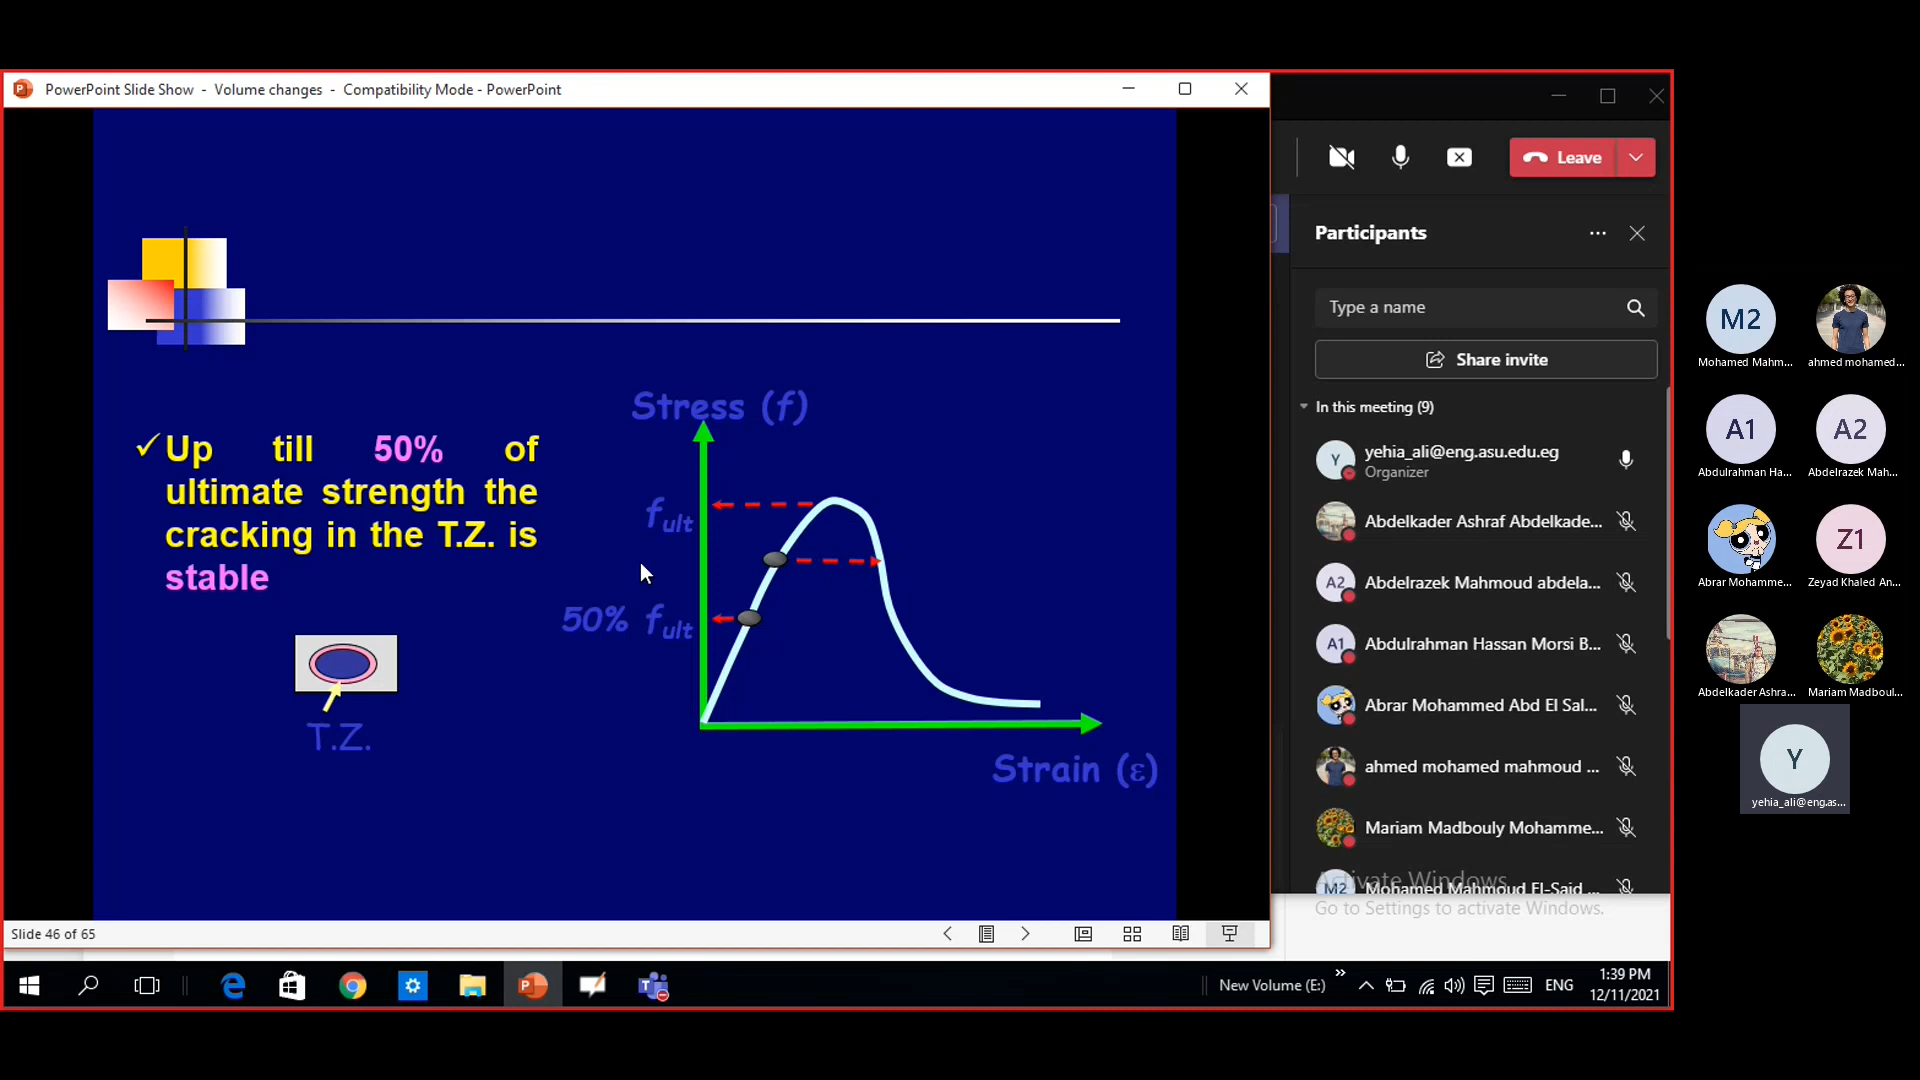 PowerPoint Slide Show - Volume changes - Compatibility Mode - PowerPoint
Stress (f)
✓Up till 50% of
ultimate strength the
cracking in the T.Z. is
stable
fult
50% fult
T.Z.
Strain (ε)
Slide 46 of 65
Leave
Participants
Type a name
Share invite
In this meeting (9)
Y
yehia_ali@eng.asu.edu.eg
Organizer
Abdelkader Ashraf Abdelkade...
A2
Abdelrazek Mahmoud abdela...
A1
Abdulrahman Hassan Morsi B...
Abrar Mohammed Abd El Sal...
ahmed mohamed mahmoud ...
Mariam Madbouly Mohamme...
M2
Mohamed Mahmoud El-Said ...
Activate Windows
Go to Settings to activate Windows.
New Volume (E:)
»
ENG
1:39 PM
12/11/2021
M2
Mohamed Mahm...
ahmed mohamed...
A1
Abdulrahman Ha...
A2
Abdelrazek Mah...
Abrar Mohamme...
Z1
Zeyad Khaled An...
Abdelkader Ashra...
Mariam Madboul...
Y
yehia_ali@eng.as...